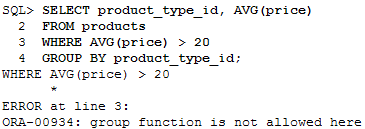 SQL> SELECT product_type_id, AVG(price)
  2  FROM products
  3  WHERE AVG(price) > 20
  4  GROUP BY product_type_id;
WHERE AVG(price) > 20
      *
ERROR at line 3:
ORA-00934: group function is not allowed here